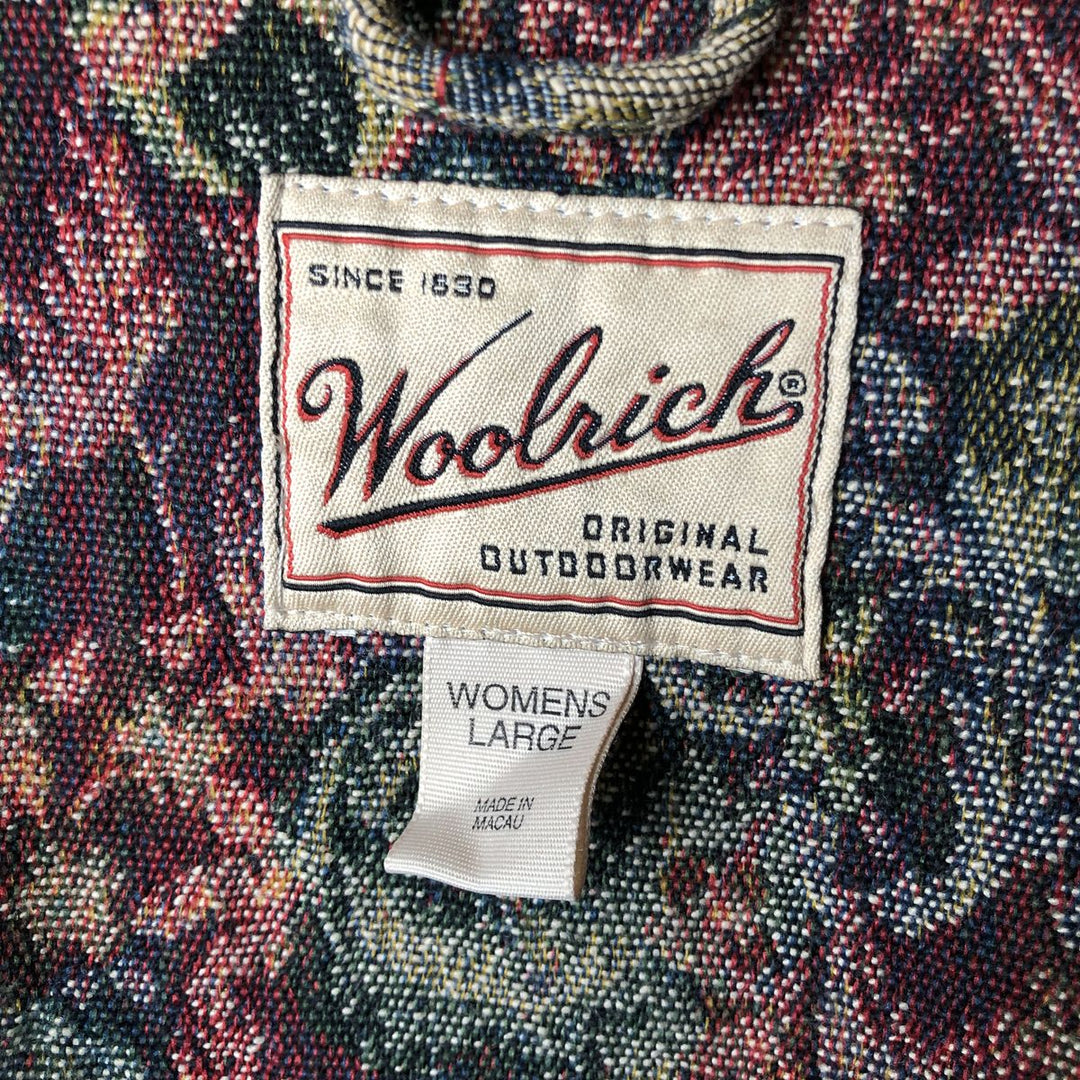 SINCE 1830
Woolrich®
ORIGINAL
OUTDOORWEAR
WOMENS
LARGE
MADE IN
MACAU